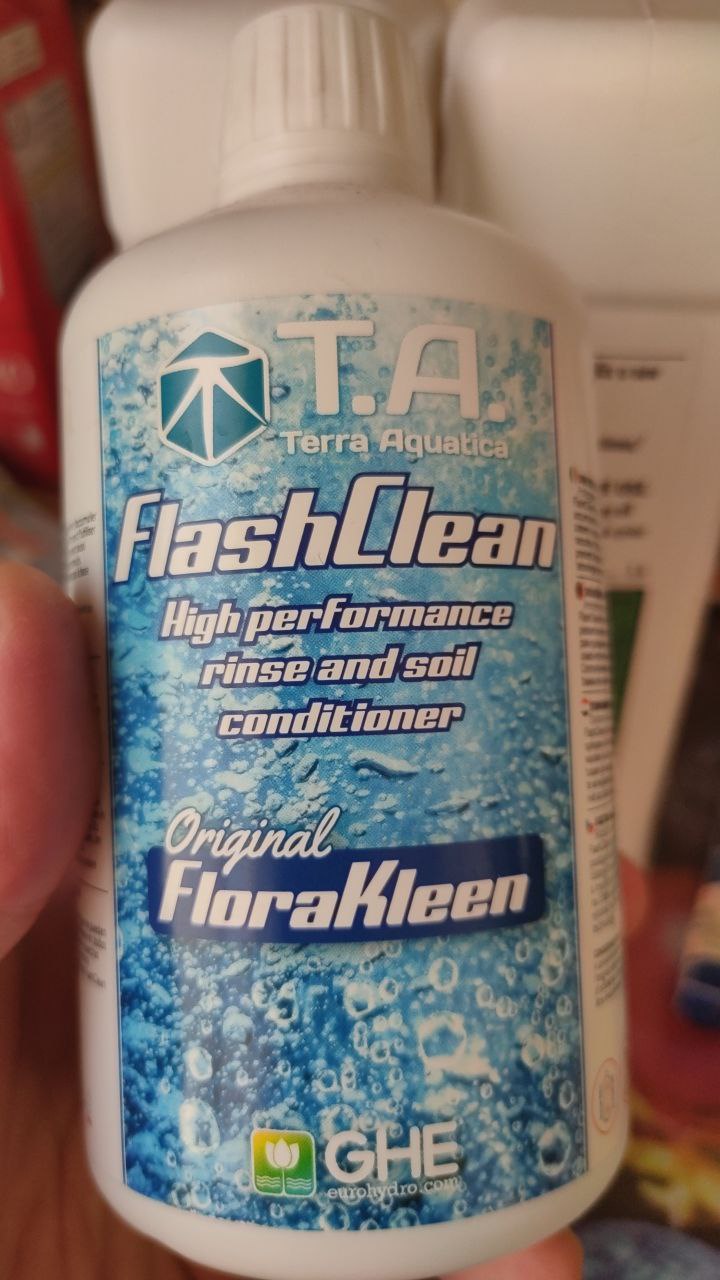 T.A.
Terra Aquatica
FlashClean
High performance
rinse and soil
conditioner
Original
FloraKleen
GHE
eurohydro.com